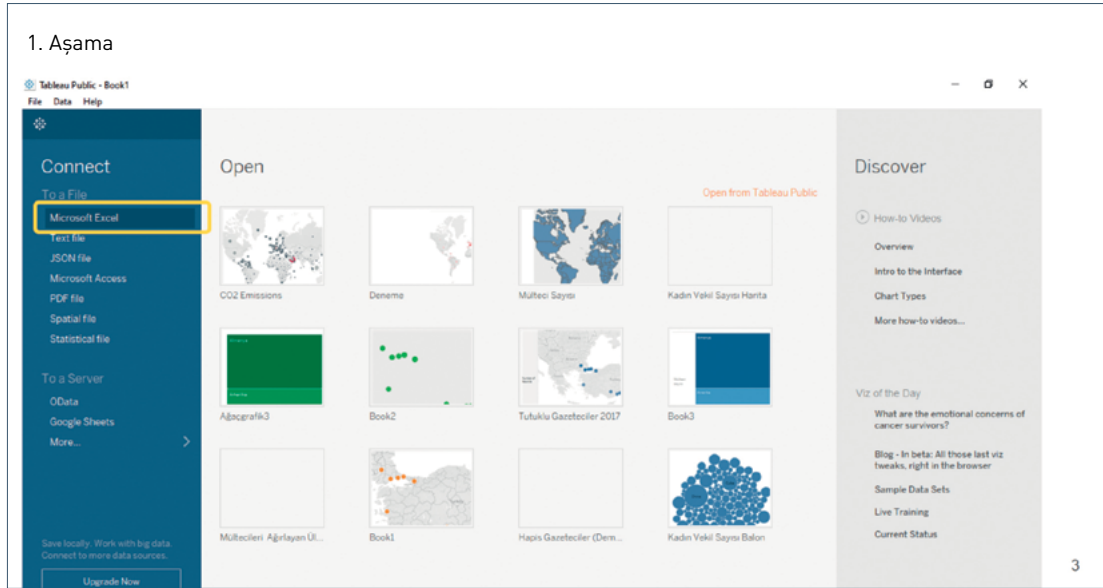 1. Aşama
Tableau Public - Book1
File Data Help
Connect
To a File
Microsoft Excel
Text file
JSON file
Microsoft Access
PDF file
Spatial file
Statistical file
To a Server
OData
Google Sheets
More...
Save locally. Work with big data.
Connect to more data sources.
Upgrade Now
Open
Open from Tableau Public
CO2 Emissions
Deneme
Mülteci Sayısı
Kadın Vekil Sayısı Harita
Ağaçgrafik3
Book2
Tutuklu Gazeteciler 2017
Book3
Mültecileri Ağırlayan Ül...
Book1
Hapis Gazeteciler (Dem...
Kadın Vekil Sayısı Balon
Discover
How-to Videos
Overview
Intro to the Interface
Chart Types
More how-to videos...
Viz of the Day
What are the emotional concerns of
cancer survivors?
Blog - In beta: All those last viz
tweaks, right in the browser
Sample Data Sets
Live Training
Current Status
3